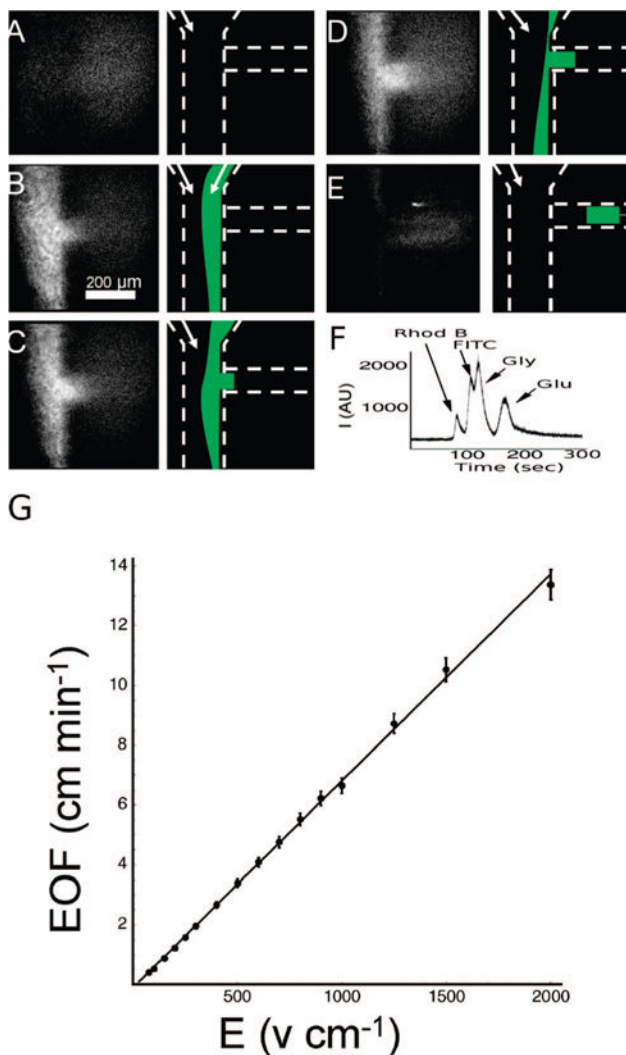 A
D
B
200 µm
E
C
F
Rhod B
FITC
Gly
Glu
I (AU)
2000
1000
100 200 300
Time (sec)
G
EOF (cm min⁻¹)
14
12
10
8
6
4
2
500 1000 1500 2000
E (v cm⁻¹)